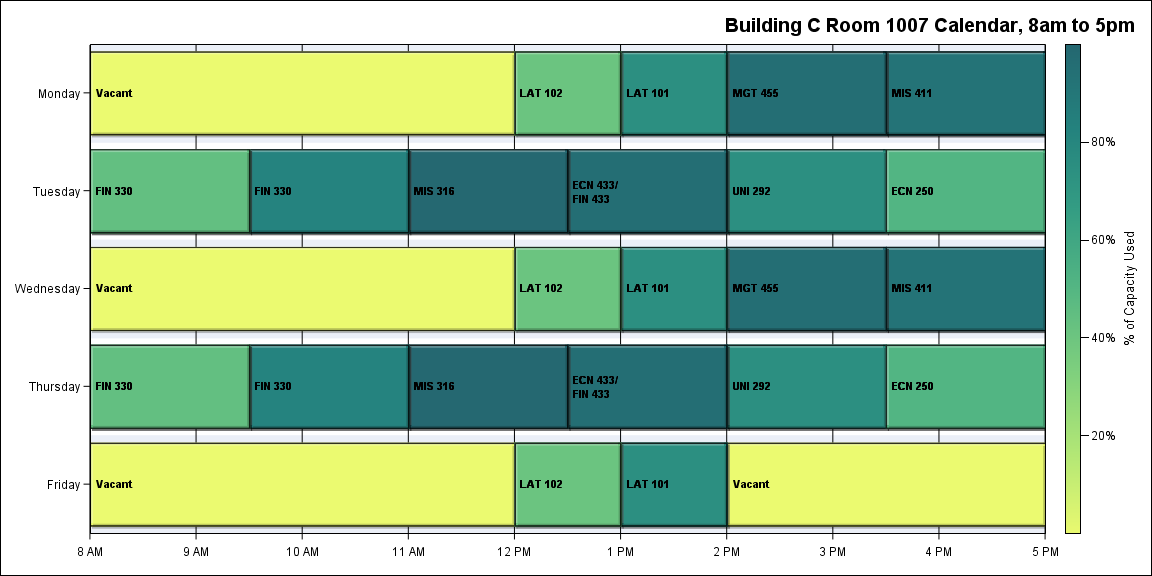 Building C Room 1007 Calendar, 8am to 5pm
Monday
Vacant
LAT 102
LAT 101
MGT 455
MIS 411
Tuesday
FIN 330
FIN 330
MIS 316
ECN 433/
FIN 433
UNI 292
ECN 250
Wednesday
Vacant
LAT 102
LAT 101
MGT 455
MIS 411
Thursday
FIN 330
FIN 330
MIS 316
ECN 433/
FIN 433
UNI 292
ECN 250
Friday
Vacant
LAT 102
LAT 101
Vacant
8 AM
9 AM
10 AM
11 AM
12 PM
1 PM
2 PM
3 PM
4 PM
5 PM
80%
60%
40%
20%
% of Capacity Used